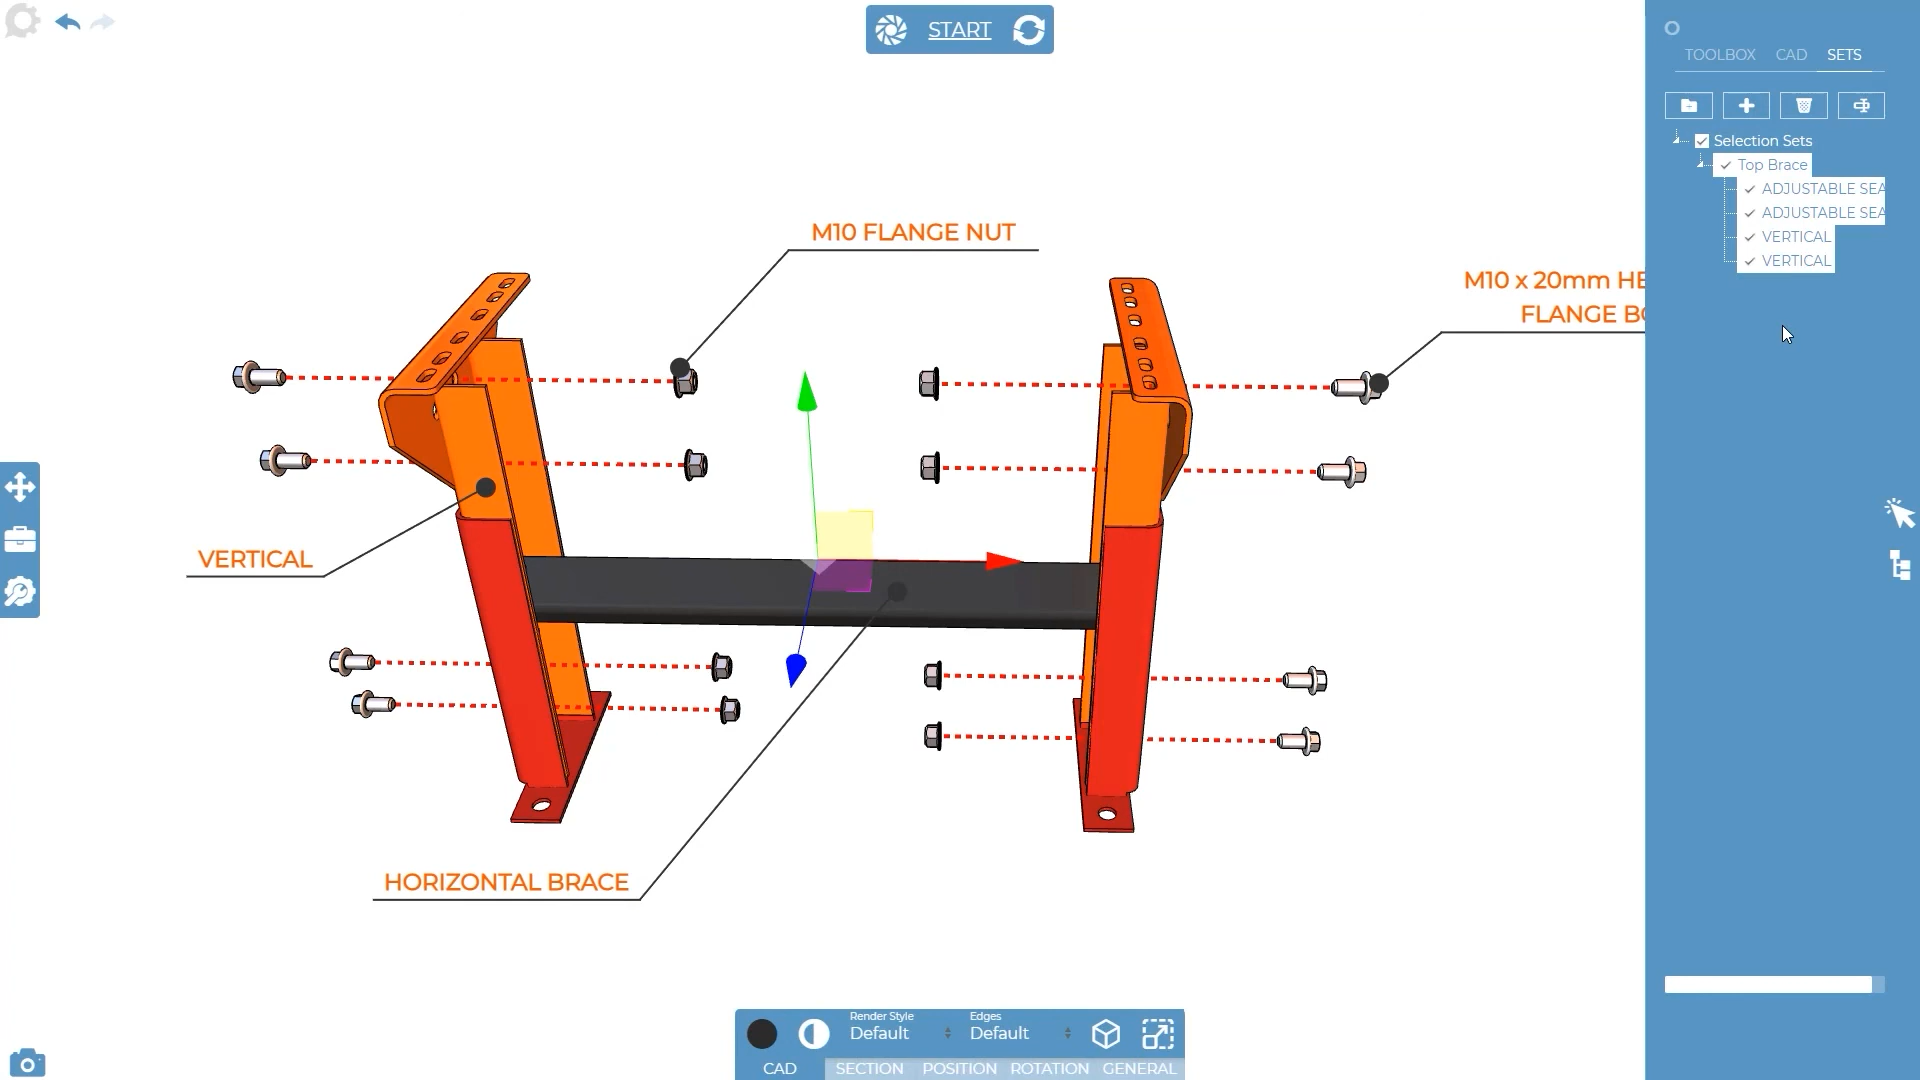 START
TOOLBOX CAD SETS
Selection Sets
Top Brace
ADJUSTABLE SEA
ADJUSTABLE SEA
VERTICAL
VERTICAL
M10 FLANGE NUT
M10 x 20mm HE
FLANGE BO
VERTICAL
HORIZONTAL BRACE
Render Style
Default
Edges
Default
CAD SECTION POSITION ROTATION GENERAL